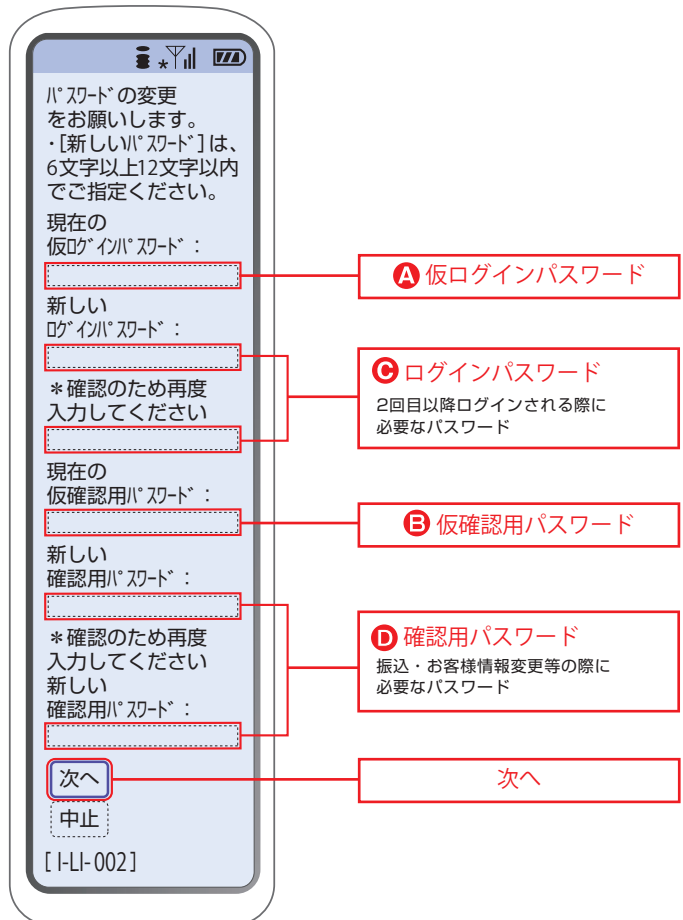 ﾊﾟｽﾜｰﾄﾞの変更
をお願いします。
・[新しいﾊﾟｽﾜｰﾄﾞ]は、
6文字以上12文字以内
でご指定ください。
現在の
仮ﾛｸﾞｲﾝﾊﾟｽﾜｰﾄﾞ：
A 仮ログインパスワード
新しい
ﾛｸﾞｲﾝﾊﾟｽﾜｰﾄﾞ：
＊確認のため再度
入力してください
C ログインパスワード
2回目以降ログインされる際に
必要なパスワード
現在の
仮確認用ﾊﾟｽﾜｰﾄﾞ：
B 仮確認用パスワード
新しい
確認用ﾊﾟｽﾜｰﾄﾞ：
＊確認のため再度
入力してください
新しい
確認用ﾊﾟｽﾜｰﾄﾞ：
D 確認用パスワード
振込・お客様情報変更等の際に
必要なパスワード
次へ
次へ
中止
[I-LI-002]